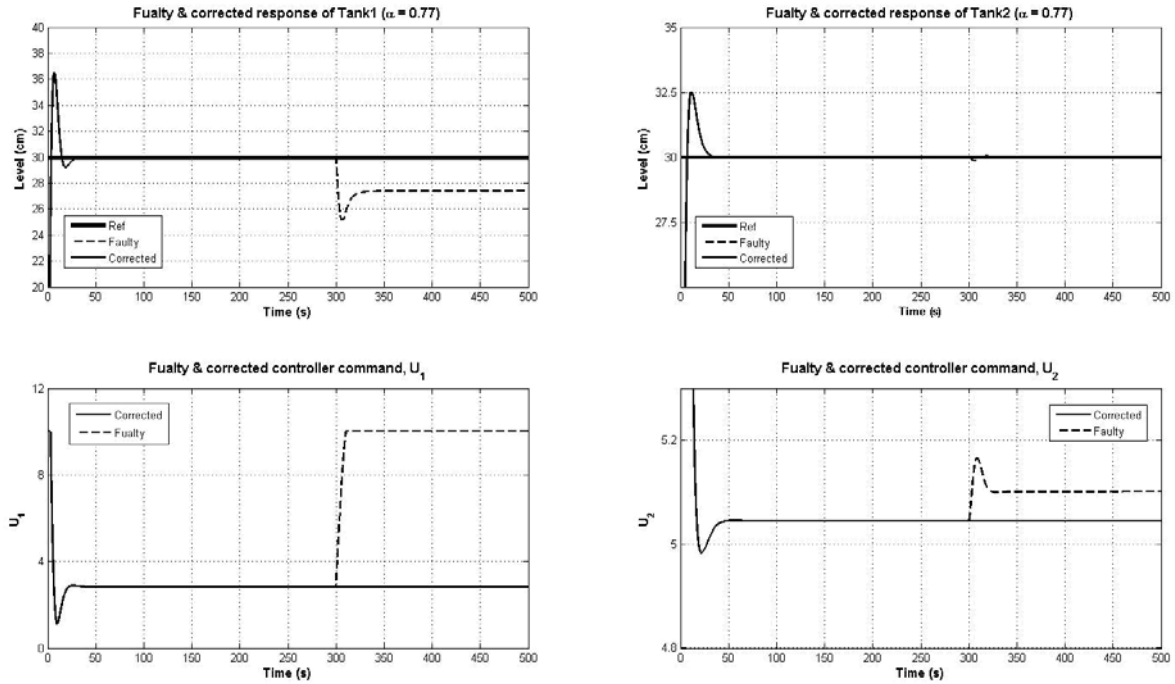 Fualty & corrected response of Tank1 (α = 0.77)
40
38
36
34
32
30
28
26
24
22
20
Level (cm)
Ref
Faulty
Corrected
0 50 100 150 200 250 300 350 400 450 500
Time (s)
Fualty & corrected response of Tank2 (α = 0.77)
35
32.5
30
27.5
Level (cm)
Ref
Faulty
Corrected
0 50 100 150 200 250 300 350 400 450 500
Time (s)
Fualty & corrected controller command, U1
12
8
4
0
U1
Corrected
Fualty
0 50 100 150 200 250 300 350 400 450 500
Time (s)
Fualty & corrected controller command, U2
5.2
5
4.8
U2
Corrected
Faulty
0 50 100 150 200 250 300 350 400 450 500
Time (s)